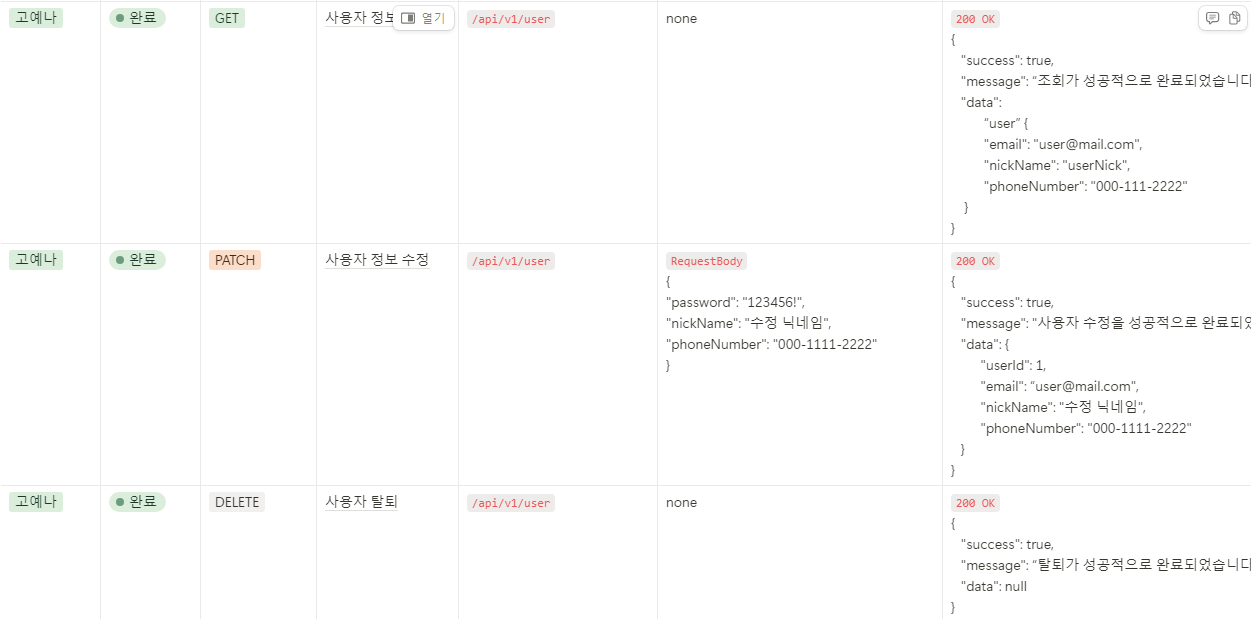 고예나
완료
GET
사용자 정보
열기
/api/v1/user
none
200 OK
{
"success": true,
"message": “조회가 성공적으로 완료되었습니다
"data":
“user” {
"email": "user@mail.com",
"nickName": "userNick",
"phoneNumber": "000-111-2222"
}
}
고예나
완료
PATCH
사용자 정보 수정
/api/v1/user
RequestBody
{
"password": "123456!",
"nickName": "수정 닉네임",
"phoneNumber": "000-1111-2222"
}
200 OK
{
"success": true,
"message": "사용자 수정을 성공적으로 완료되었
"data": {
"userId": 1,
"email": “user@mail.com",
"nickName": "수정 닉네임",
"phoneNumber": "000-1111-2222"
}
}
고예나
완료
DELETE
사용자 탈퇴
/api/v1/user
none
200 OK
{
"success": true,
"message": “탈퇴가 성공적으로 완료되었습니다
"data": null
}